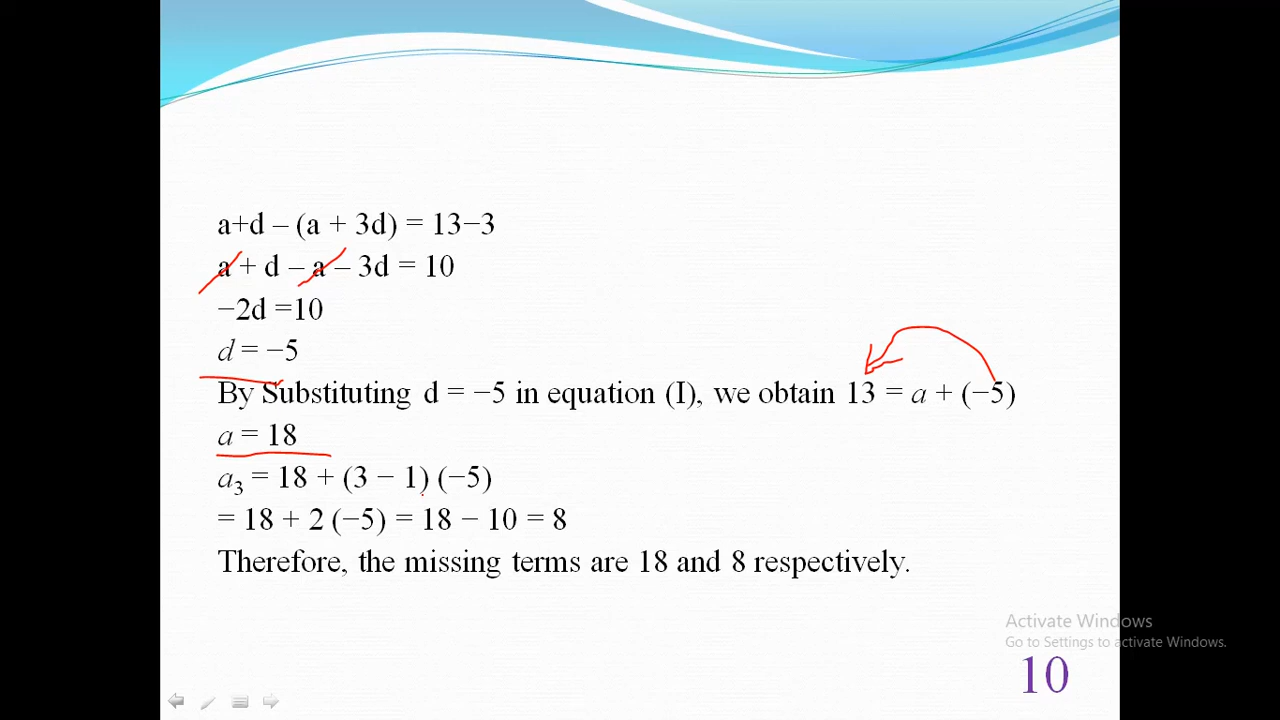 a+d – (a + 3d) = 13−3
a + d – a – 3d = 10
−2d =10
d = −5
By Substituting d = −5 in equation (I), we obtain 13 = a + (−5)
a = 18
a₃ = 18 + (3 − 1) (−5)
= 18 + 2 (−5) = 18 − 10 = 8
Therefore, the missing terms are 18 and 8 respectively.
Activate Windows
Go to Settings to activate Windows.
10